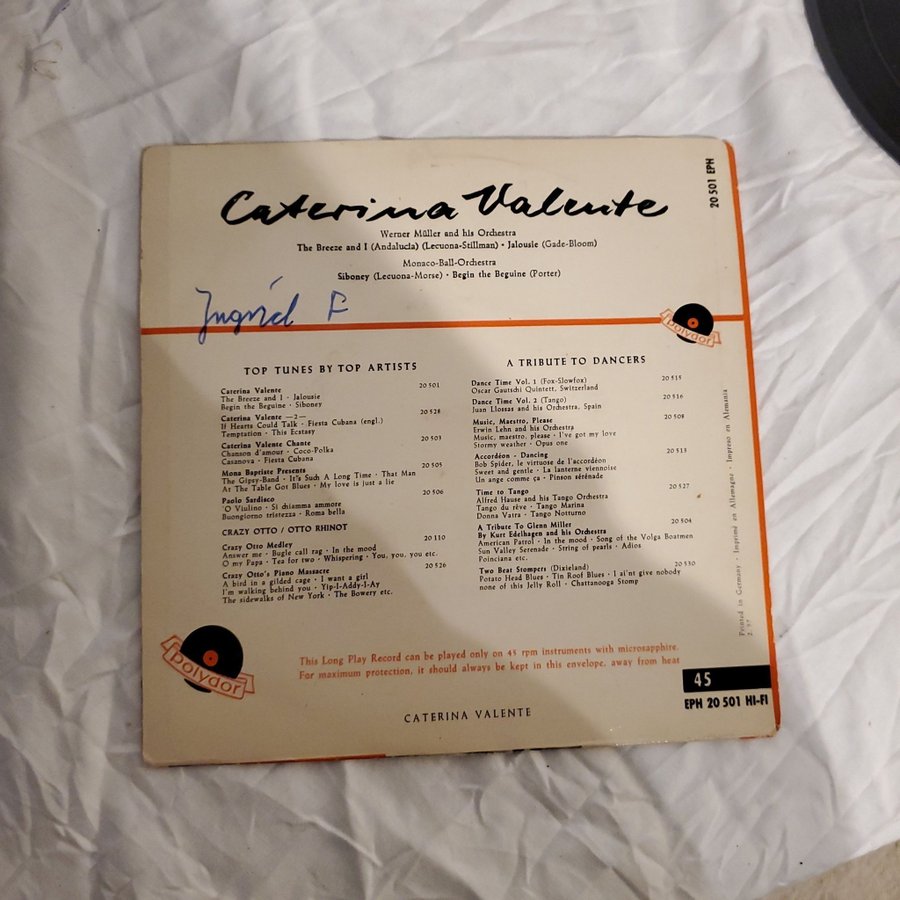 Caterina Valente
20 501 EPH
Werner Müller and his Orchestra
The Breeze and I (Andalucia) (Lecuona-Stillman) · Jalousie (Gade-Bloom)
Monaco-Ball-Orchestra
Siboney (Lecuona-Morse) · Begin the Beguine (Porter)
Ingrid F
Polydor
TOP TUNES BY TOP ARTISTS
Caterina Valente 20 501
The Breeze and I · Jalousie
Begin the Beguine · Siboney
Caterina Valente —2— 20 528
If Hearts Could Talk · Fiesta Cubana (engl.)
Temptation · This Ecstasy
Caterina Valente Chante 20 503
Chanson d'amour · Coco-Polka
Casanova · Fiesta Cubana
Mona Baptiste Presents 20 505
The Gipsy-Band · It's Such A Long Time · That Man
At The Table Got Blues · My love is just a lie
Paolo Sardisco 20 506
'O Vulino · Si chiamma ammore
Buongiorno tristezza · Roma bella
CRAZY OTTO / OTTO RHINOT
Crazy Otto Medley 20 110
Answer me · Bugle call rag · In the mood
O my Papa · Tea for two · Whispering · You, you, you etc.
Crazy Otto's Piano Massacre 20 526
A bird in a gilded cage · I want a girl
I'm walking behind you · Yip-I-Addy-I-Ay
The sidewalks of New York · The Bowery etc.
A TRIBUTE TO DANCERS
Dance Time Vol. 1 (Fox-Slowfox) 20 515
Oscar Gautschi Quintett, Switzerland
Dance Time Vol. 2 (Tango) 20 516
Juan Llossas and his Orchestra, Spain
Music, Maestro, Please 20 508
Erwin Lehn and his Orchestra
Music, maestro, please · I've got my love
Stormy weather · Opus one
Accordéon - Dancing 20 513
Bob Spider, le virtuose de l'accordéon
Sweet and gentle · La lanterne viennoise
Un ange comme ça · Pinson sérénade
Time to Tango 20 527
Alfred Hause and his Tango Orchestra
Tango du rêve · Tango Marina
Donna Vatra · Tango Notturno
A Tribute To Glenn Miller 20 504
By Kurt Edelhagen and his Orchestra
American Patrol · In the mood · Song of the Volga Boatmen
Sun Valley Serenade · String of pearls · Adios
Poinciana etc.
Two Beat Stompers (Dixieland) 20 530
Potato Head Blues · Tin Roof Blues · I ai'nt give nobody
none of this Jelly Roll · Chattanooga Stomp
Printed in Germany · Imprimé en Allemagne · Impreso en Alemania
2. 57
Polydor
This Long Play Record can be played only on 45 rpm instruments with microsapphire.
For maximum protection, it should always be kept in this envelope, away from heat
45
EPH 20 501 HI-FI
CATERINA VALENTE